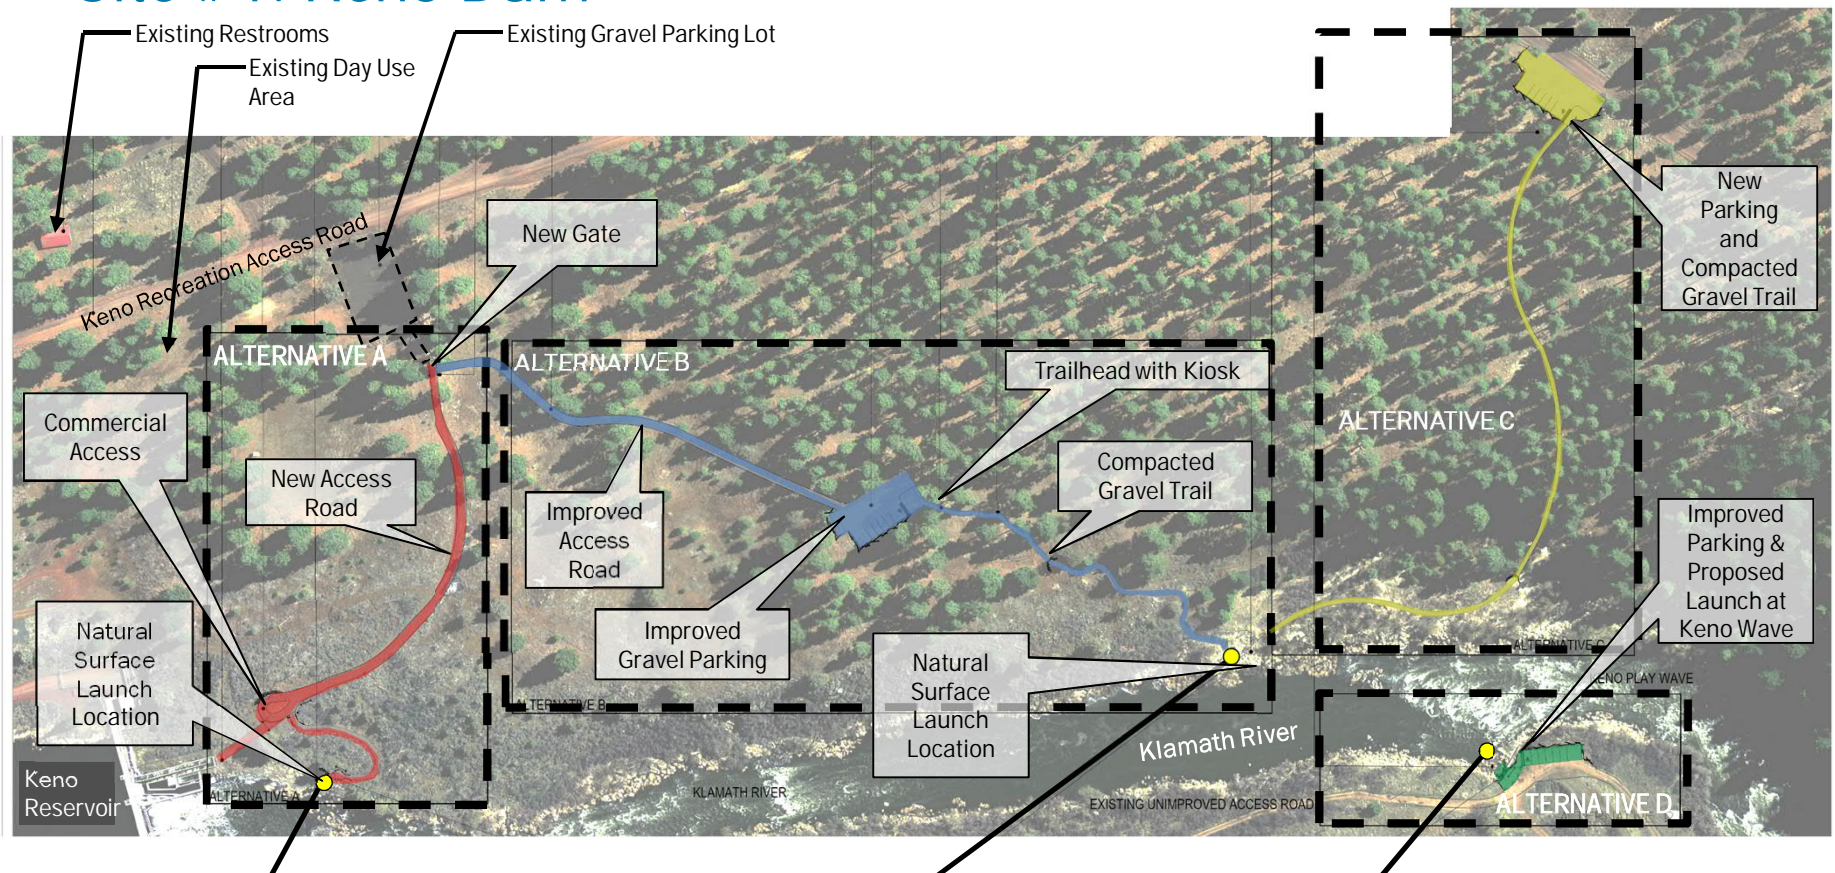 Existing Restrooms
Existing Gravel Parking Lot
Existing Day Use
Area
New
Parking
and
Compacted
Gravel Trail
New Gate
Keno Recreation Access Road
ALTERNATIVE A
ALTERNATIVE B
Trailhead with Kiosk
ALTERNATIVE C
Commercial
Access
Compacted
Gravel Trail
New Access
Road
Improved
Access
Road
Improved
Parking &
Proposed
Launch at
Keno Wave
Natural
Surface
Launch
Location
Improved
Gravel Parking
Natural
Surface
Launch
Location
ALTERNATIVE C
KENO PLAY WAVE
ALTERNATIVE B
Klamath River
Keno
Reservoir
ALTERNATIVE A
KLAMATH RIVER
EXISTING UNIMPROVED ACCESS ROAD
ALTERNATIVE D